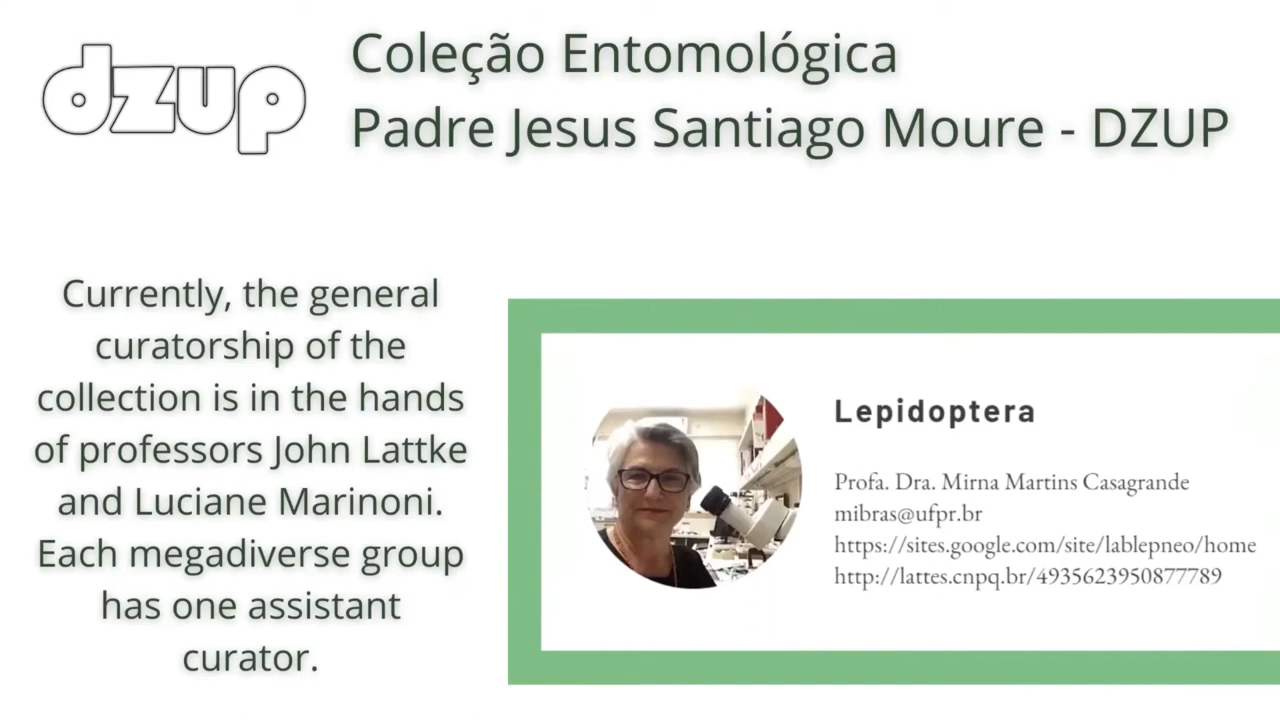 dzup
Coleção Entomológica
Padre Jesus Santiago Moure - DZUP
Currently, the general
curatorship of the
collection is in the hands
of professors John Lattke
and Luciane Marinoni.
Each megadiverse group
has one assistant
curator.
Lepidoptera
Profa. Dra. Mirna Martins Casagrande
mibras@ufpr.br
https://sites.google.com/site/lablepneo/home
http://lattes.cnpq.br/4935623950877789